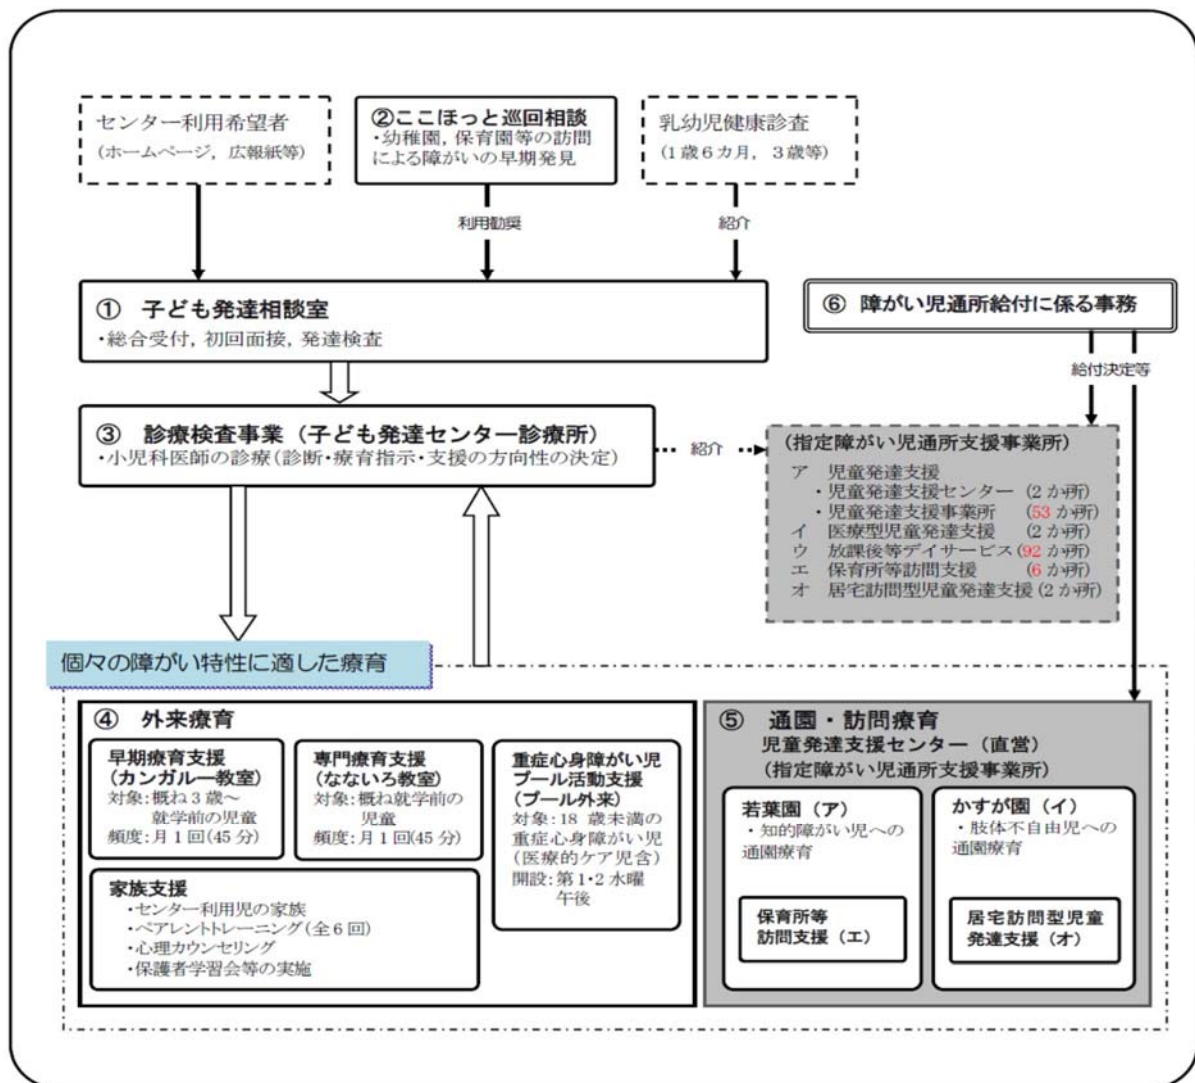 センター利用希望者
(ホームページ，広報紙等)
②ここほっと巡回相談
・幼稚園，保育園等の訪問
による障がいの早期発見
乳幼児健康診査
(1歳6カ月，3歳等)
利用勧奨
紹介
① 子ども発達相談室
・総合受付，初回面接，発達検査
⑥ 障がい児通所給付に係る事務
給付決定等
③ 診療検査事業（子ども発達センター診療所）
・小児科医師の診療(診断・療育指示・支援の方向性の決定)
紹介
(指定障がい児通所支援事業所)
ア 児童発達支援
・児童発達支援センター (2か所)
・児童発達支援事業所 (53か所)
イ 医療型児童発達支援 (2か所)
ウ 放課後等デイサービス(92か所)
エ 保育所等訪問支援 (6か所)
オ 居宅訪問型児童発達支援(2か所)
個々の障がい特性に適した療育
④ 外来療育
早期療育支援
(カンガルー教室)
対象:概ね3歳～
就学前の児童
頻度:月1回(45分)
専門療育支援
(なないろ教室)
対象:概ね就学前の
児童
頻度:月1回(45分)
重症心身障がい児
プール活動支援
(プール外来)
対象:18 歳未満の
重症心身障がい児
(医療的ケア児含)
開設:第1・2水曜
午後
家族支援
・センター利用児の家族
・ペアレントトレーニング(全6回)
・心理カウンセリング
・保護者学習会等の実施
⑤ 通園・訪問療育
児童発達支援センター（直営）
(指定障がい児通所支援事業所)
若葉園（ア）
・知的障がい児への
通園療育
保育所等
訪問支援（エ）
かすが園（イ）
・肢体不自由児への
通園療育
居宅訪問型児童
発達支援（オ）